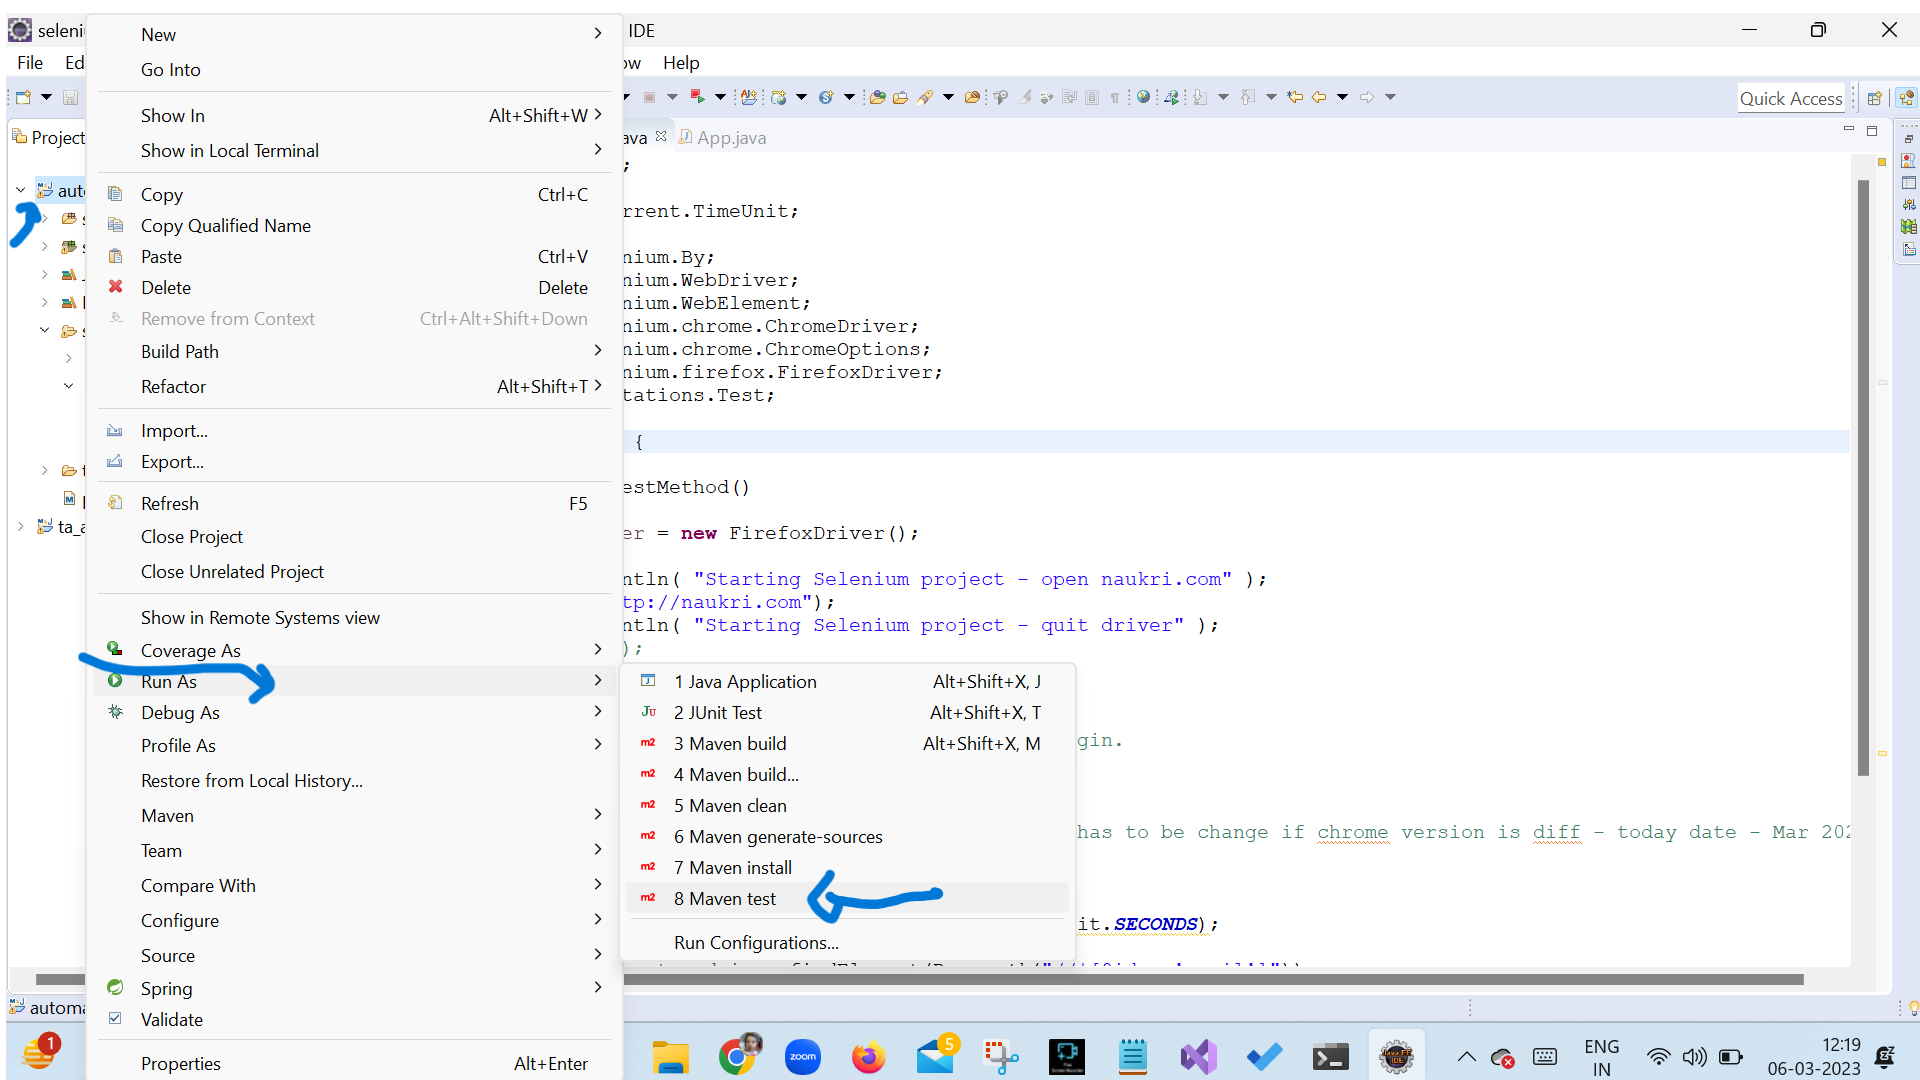 seleni
IDE
File
Ed
ow
Help
Quick Access
Project
ava
App.java
aut
ta_a
New
Go Into
Show In Alt+Shift+W
Show in Local Terminal
Copy Ctrl+C
Copy Qualified Name
Paste Ctrl+V
Delete Delete
Remove from Context Ctrl+Alt+Shift+Down
Build Path
Refactor Alt+Shift+T
Import...
Export...
Refresh F5
Close Project
Close Unrelated Project
Show in Remote Systems view
Coverage As
Run As
Debug As
Profile As
Restore from Local History...
Maven
Team
Compare With
Configure
Source
Spring
Validate
Properties Alt+Enter
1 Java Application Alt+Shift+X, J
2 JUnit Test Alt+Shift+X, T
3 Maven build Alt+Shift+X, M
4 Maven build...
5 Maven clean
6 Maven generate-sources
7 Maven install
8 Maven test
Run Configurations...
;
rrent.TimeUnit;
nium.By;
nium.WebDriver;
nium.WebElement;
nium.chrome.ChromeDriver;
nium.chrome.ChromeOptions;
nium.firefox.FirefoxDriver;
tations.Test;
{
estMethod()
er = new FirefoxDriver();
ntln( "Starting Selenium project - open naukri.com" );
tp://naukri.com");
ntln( "Starting Selenium project - quit driver" );
);
gin.
has to be change if chrome version is diff - today date - Mar 202
it.SECONDS);
automa
1
zoom
5
ENG
IN
12:19
06-03-2023